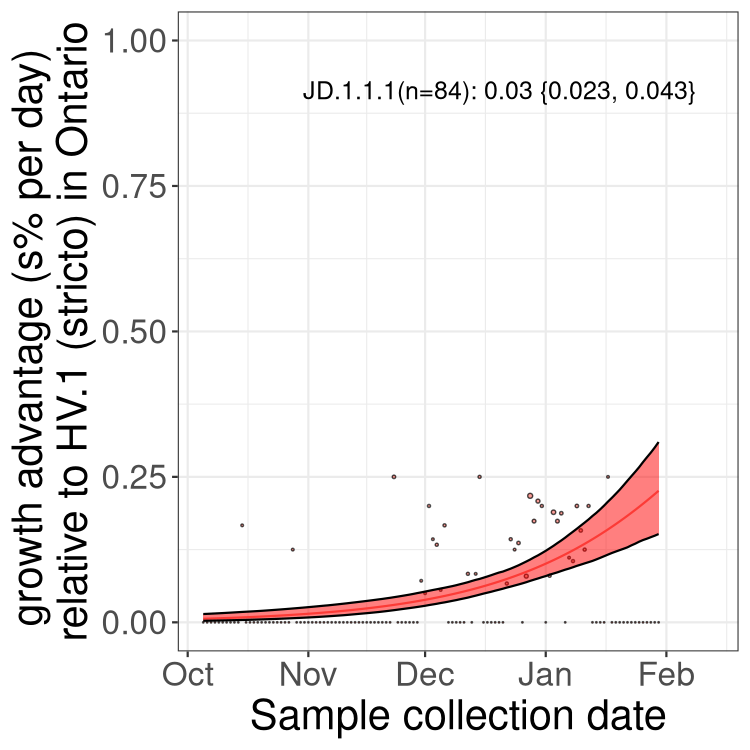 growth advantage (s% per day)
relative to HV.1 (stricto) in Ontario
1.00
JD.1.1.1(n=84): 0.03 {0.023, 0.043}
0.75
0.50
0.25
0.00
Oct Nov Dec Jan Feb
Sample collection date